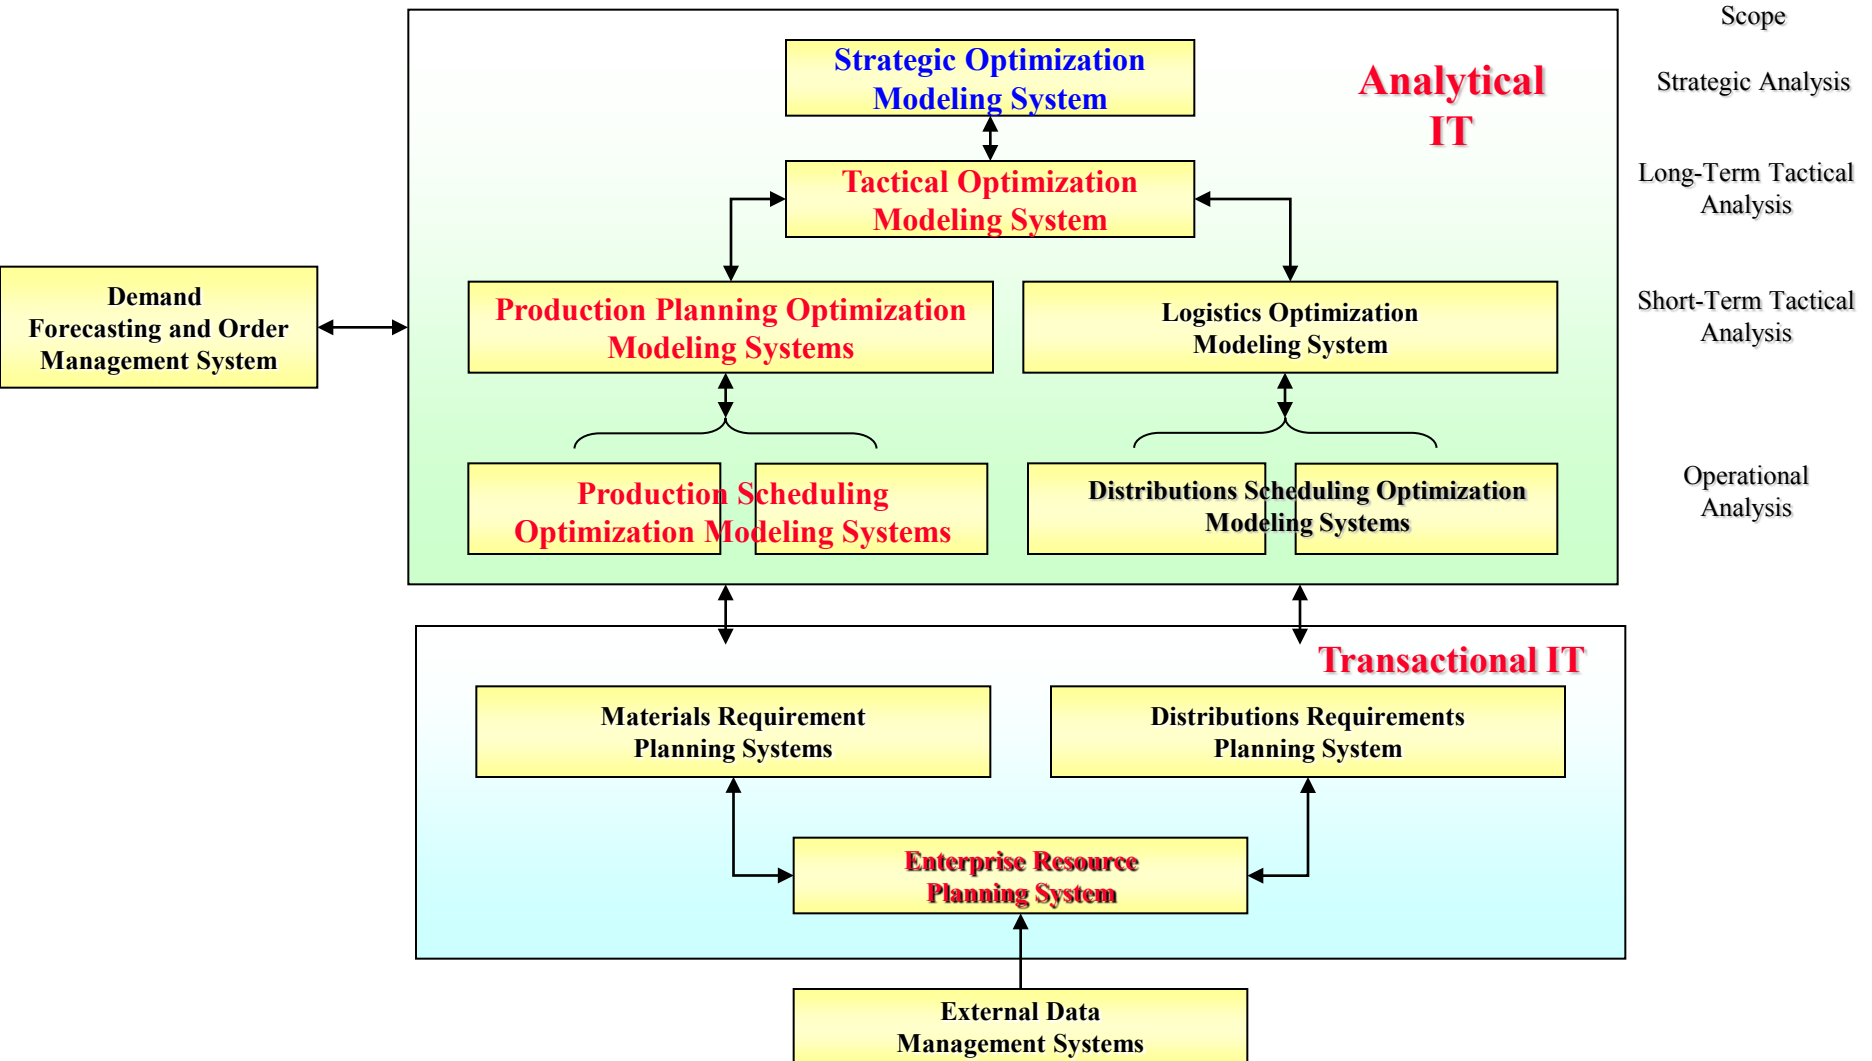 Scope
Strategic Optimization
Modeling System
Analytical
IT
Strategic Analysis
Tactical Optimization
Modeling System
Long-Term Tactical
Analysis
Demand
Forecasting and Order
Management System
Production Planning Optimization
Modeling Systems
Logistics Optimization
Modeling System
Short-Term Tactical
Analysis
Production Scheduling
Optimization Modeling Systems
Distributions Scheduling Optimization
Modeling Systems
Operational
Analysis
Transactional IT
Materials Requirement
Planning Systems
Distributions Requirements
Planning System
Enterprise Resource
Planning System
External Data
Management Systems